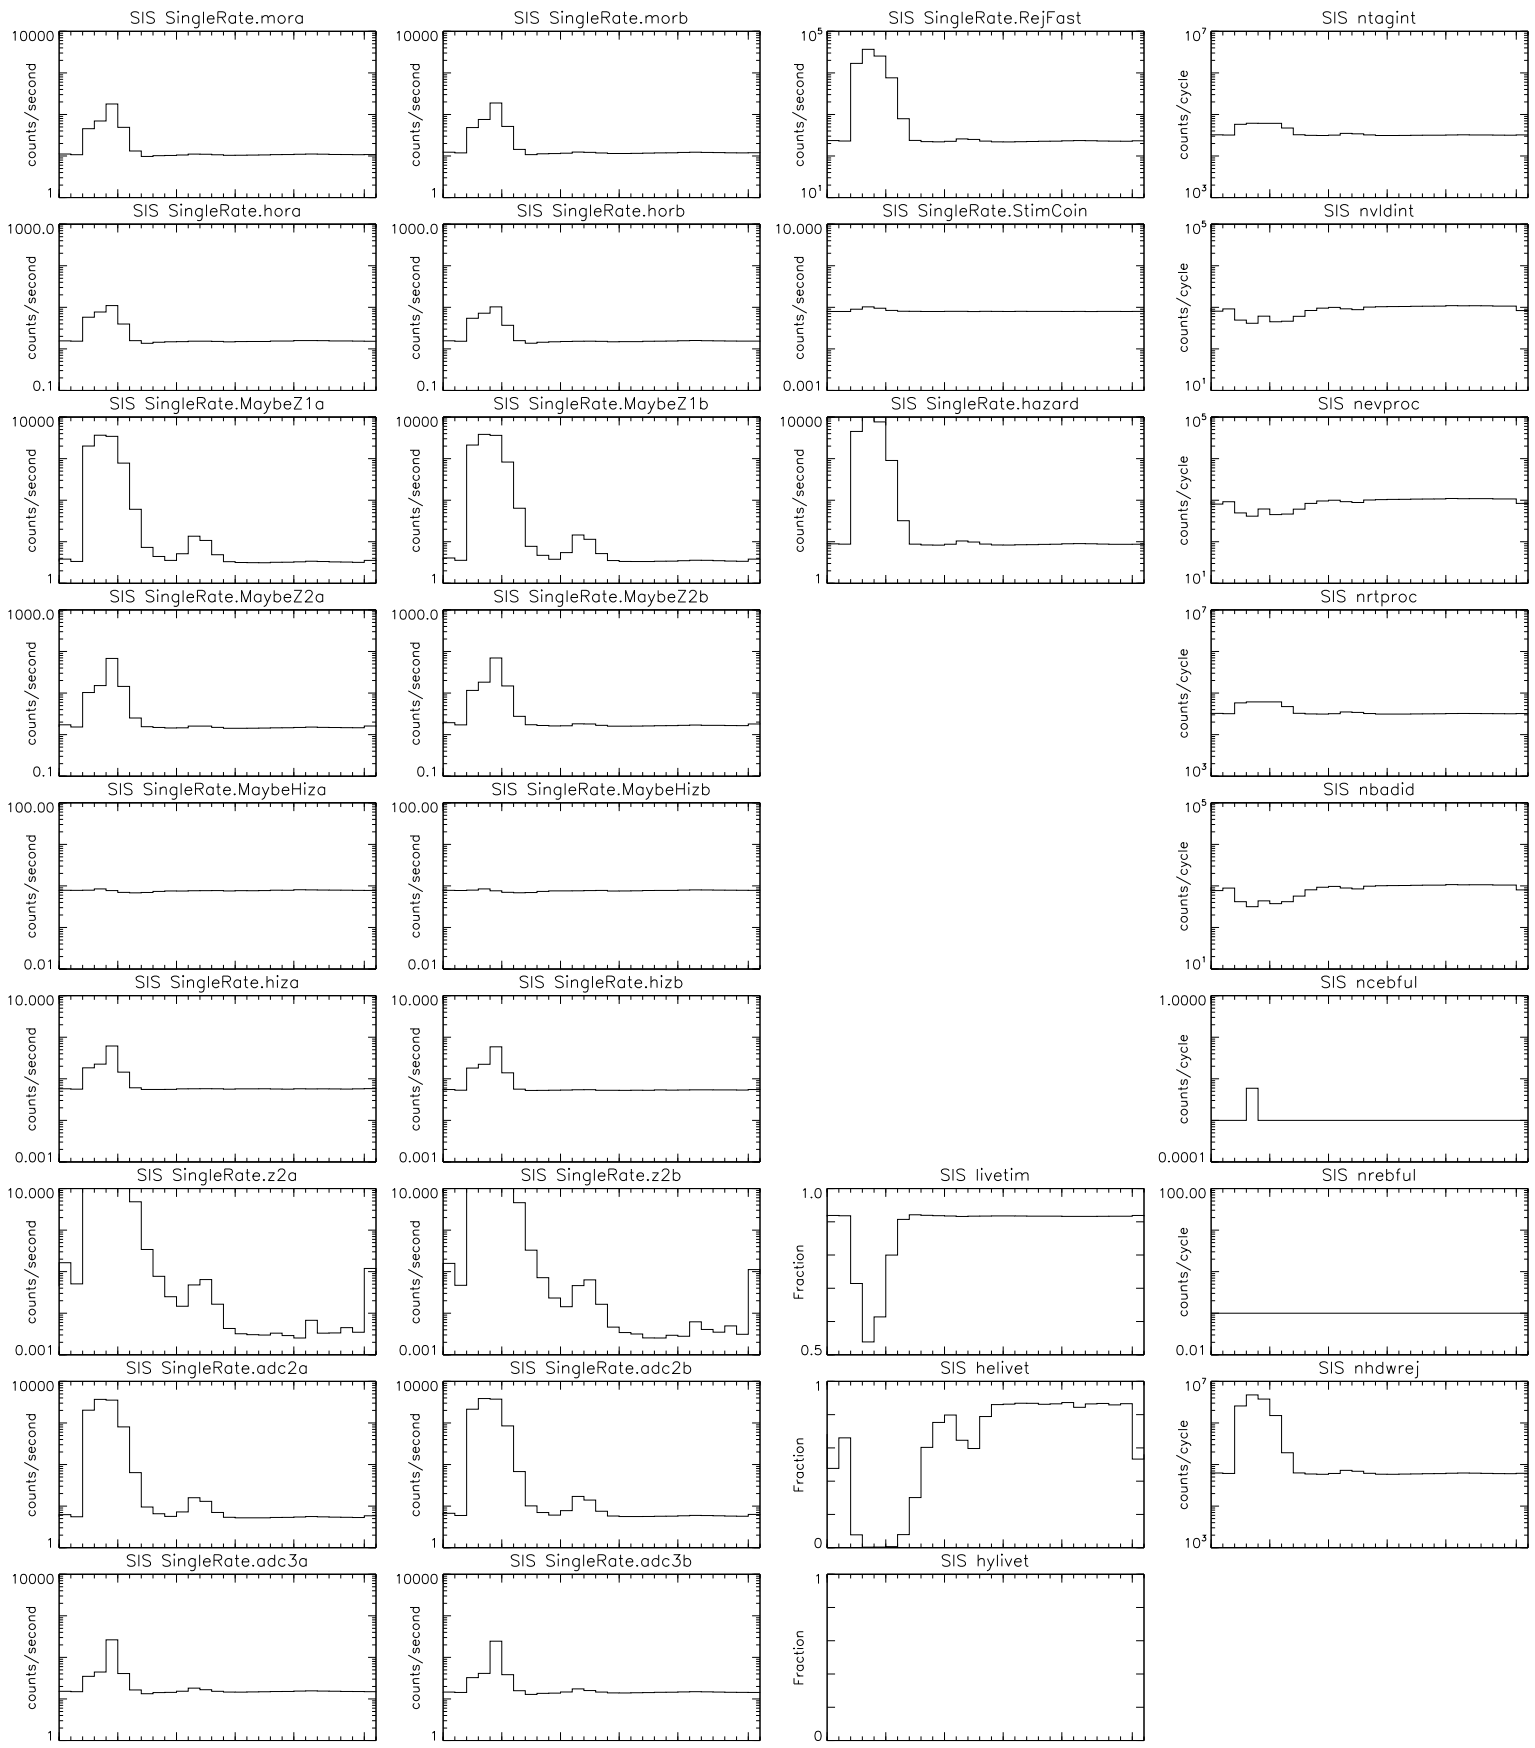 SIS SingleRate.mora
10000
counts/second
1
SIS SingleRate.morb
10000
counts/second
1
SIS SingleRate.RejFast
10^5
counts/second
10^1
SIS ntagint
10^7
counts/cycle
10^3
SIS SingleRate.hora
1000.0
counts/second
0.1
SIS SingleRate.horb
1000.0
counts/second
0.1
SIS SingleRate.StimCoin
10.000
counts/second
0.001
SIS nvldint
10^5
counts/cycle
10^1
SIS SingleRate.MaybeZ1a
10000
counts/second
1
SIS SingleRate.MaybeZ1b
10000
counts/second
1
SIS SingleRate.hazard
10000
counts/second
1
SIS nevproc
10^5
counts/cycle
10^1
SIS SingleRate.MaybeZ2a
1000.0
counts/second
0.1
SIS SingleRate.MaybeZ2b
1000.0
counts/second
0.1
SIS nrtproc
10^7
counts/cycle
10^3
SIS SingleRate.MaybeHiza
100.00
counts/second
0.01
SIS SingleRate.MaybeHizb
100.00
counts/second
0.01
SIS nbadid
10^5
counts/cycle
10^1
SIS SingleRate.hiza
10.000
counts/second
0.001
SIS SingleRate.hizb
10.000
counts/second
0.001
SIS ncebful
1.0000
counts/cycle
0.0001
SIS SingleRate.z2a
10.000
counts/second
0.001
SIS SingleRate.z2b
10.000
counts/second
0.001
SIS livetim
1.0
Fraction
0.5
SIS nrebful
100.00
counts/cycle
0.01
SIS SingleRate.adc2a
10000
counts/second
1
SIS SingleRate.adc2b
10000
counts/second
1
SIS helivet
1
Fraction
0
SIS nhdwrej
10^7
counts/cycle
10^3
SIS SingleRate.adc3a
10000
counts/second
1
SIS SingleRate.adc3b
10000
counts/second
1
SIS hylivet
1
Fraction
0